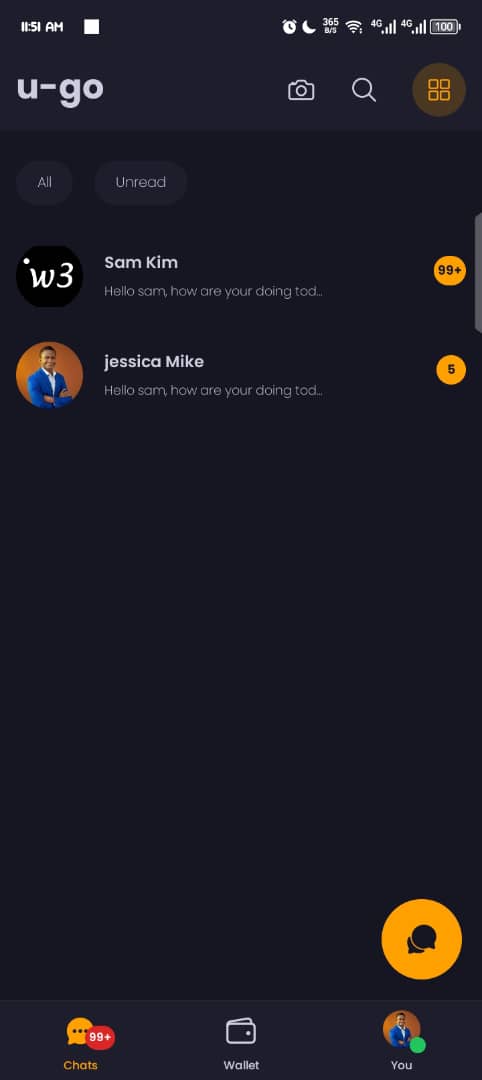 11:51 AM 365 B/S 4G 4G 100
u-go
All Unread
w3 Sam Kim 99+
Hello sam, how are your doing tod...
jessica Mike 5
Hello sam, how are your doing tod...
99+
Chats Wallet You